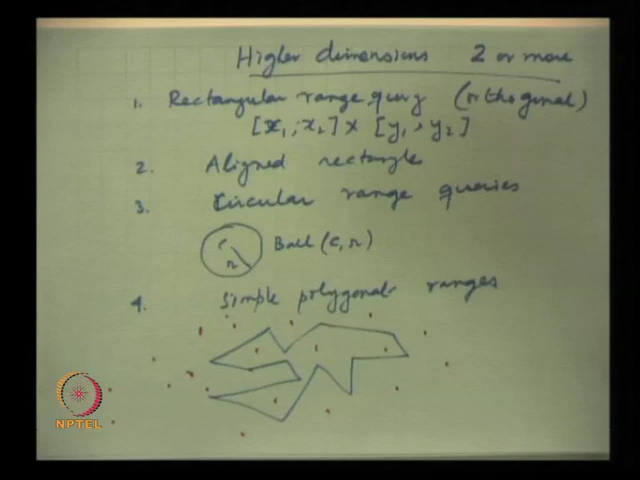 Higher dimensions 2 or more
1. Rectangular range query (orthogonal)
[x1, x2] × [y1, y2]
2. Aligned rectangles
3. Circular range queries
c
r
Ball (c, r)
4. Simple polygonal ranges
NPTEL